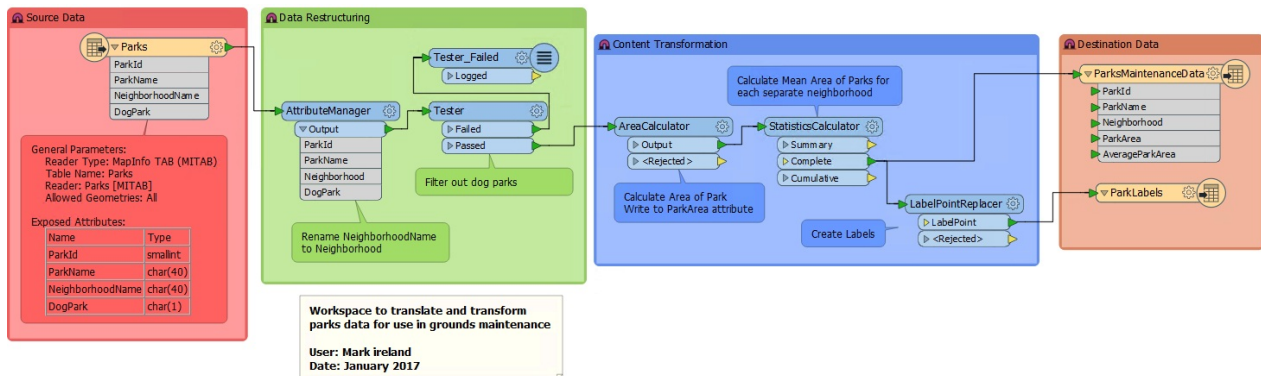 Source Data
Parks
ParkId
ParkName
NeighborhoodName
DogPark
General Parameters:
Reader Type: MapInfo TAB (MITAB)
Table Name: Parks
Reader: Parks [MITAB]
Allowed Geometries: All
Exposed Attributes:
Name Type
ParkId smallint
ParkName char(40)
NeighborhoodName char(40)
DogPark char(1)
Data Restructuring
Tester_Failed
Logged
AttributeManager
Output
ParkId
ParkName
Neighborhood
DogPark
Tester
Failed
Passed
Filter out dog parks
Rename NeighborhoodName
to Neighborhood
Workspace to translate and transform
parks data for use in grounds maintenance
User: Mark ireland
Date: January 2017
Content Transformation
Calculate Mean Area of Parks for
each separate neighborhood
AreaCalculator
Output
<Rejected>
Calculate Area of Park
Write to ParkArea attribute
StatisticsCalculator
Summary
Complete
Cumulative
LabelPointReplacer
LabelPoint
<Rejected>
Create Labels
Destination Data
ParksMaintenanceData
ParkId
ParkName
Neighborhood
ParkArea
AverageParkArea
ParkLabels